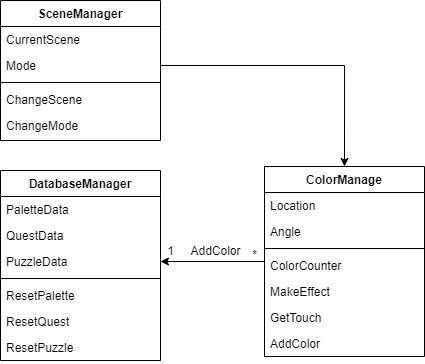 SceneManager
CurrentScene
Mode
ChangeScene
ChangeMode
DatabaseManager
PaletteData
QuestData
PuzzleData
ResetPalette
ResetQuest
ResetPuzzle
1 AddColor *
ColorManage
Location
Angle
ColorCounter
MakeEffect
GetTouch
AddColor